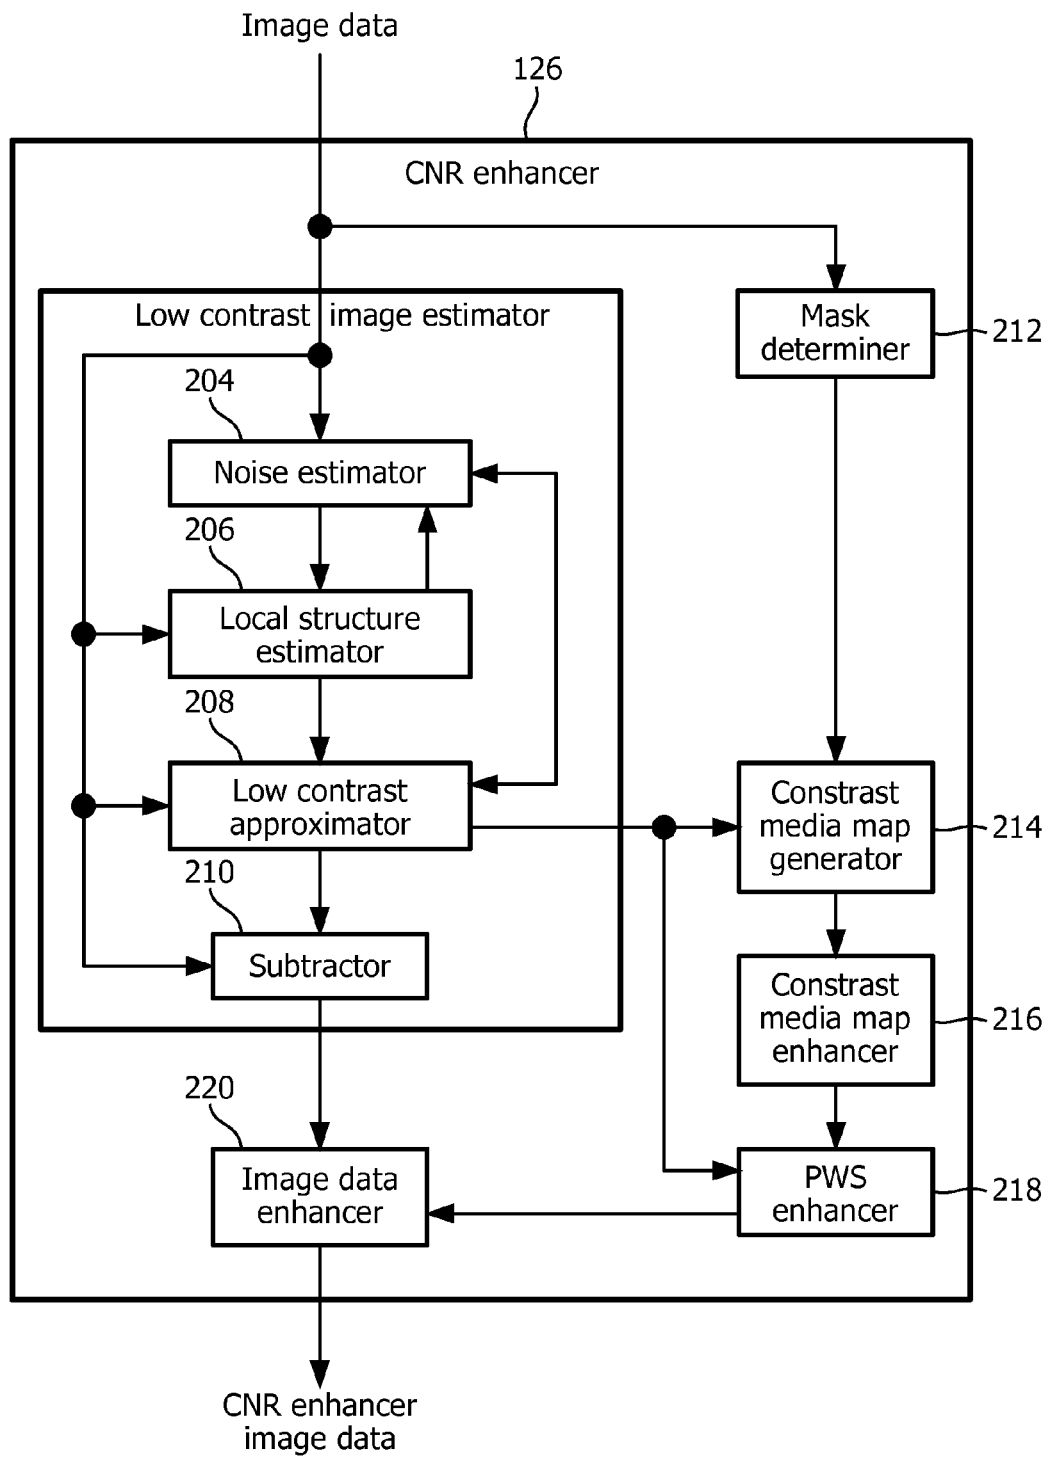 Image data
126
CNR enhancer
Low contrast image estimator
Mask
determiner
212
204
Noise estimator
206
Local structure
estimator
208
Low contrast
approximator
Constrast
media map
generator
214
210
Subtractor
Constrast
media map
enhancer
216
220
Image data
enhancer
PWS
enhancer
218
CNR enhancer
image data